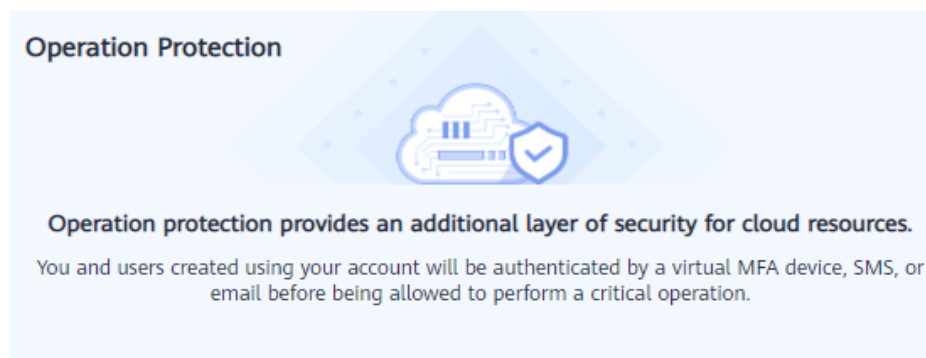 Operation Protection
Operation protection provides an additional layer of security for cloud resources.
You and users created using your account will be authenticated by a virtual MFA device, SMS, or
email before being allowed to perform a critical operation.